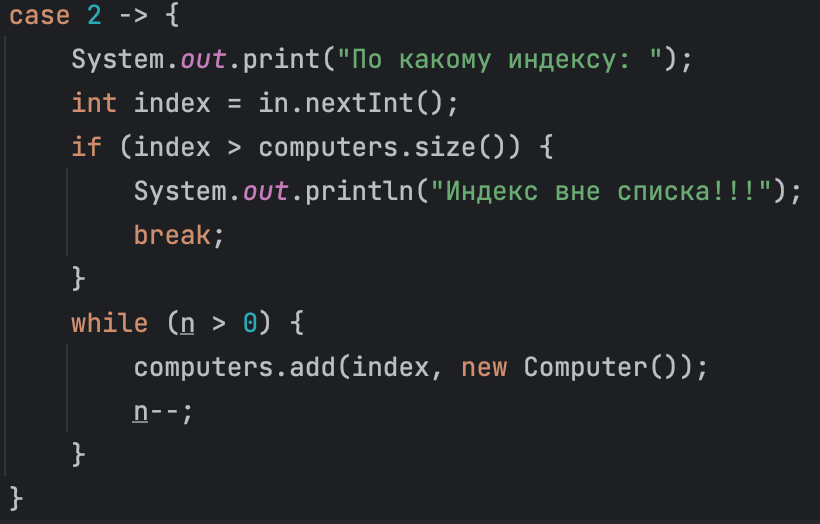 case 2 -> {
    System.out.print("По какому индексу: ");
    int index = in.nextInt();
    if (index > computers.size()) {
        System.out.println("Индекс вне списка!!!");
        break;
    }
    while (n > 0) {
        computers.add(index, new Computer());
        n--;
    }
}